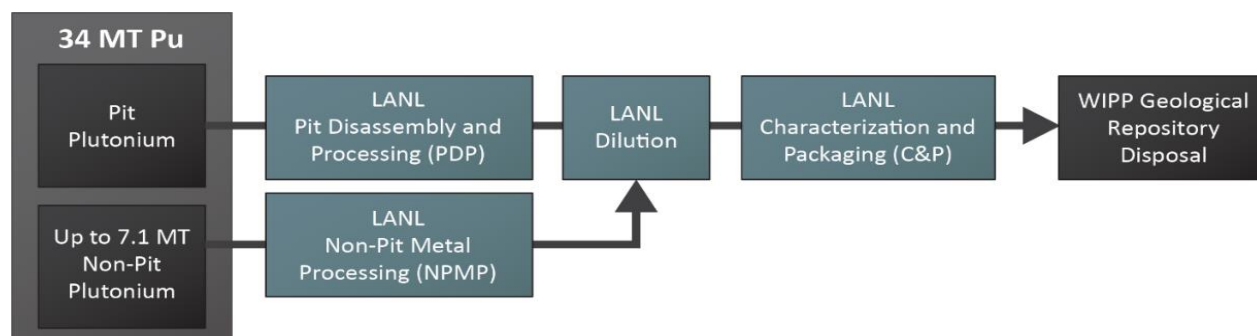 34 MT Pu
Pit
Plutonium
LANL
Pit Disassembly and
Processing (PDP)
LANL
Dilution
LANL
Characterization and
Packaging (C&P)
WIPP Geological
Repository
Disposal
Up to 7.1 MT
Non-Pit
Plutonium
LANL
Non-Pit Metal
Processing (NPMP)